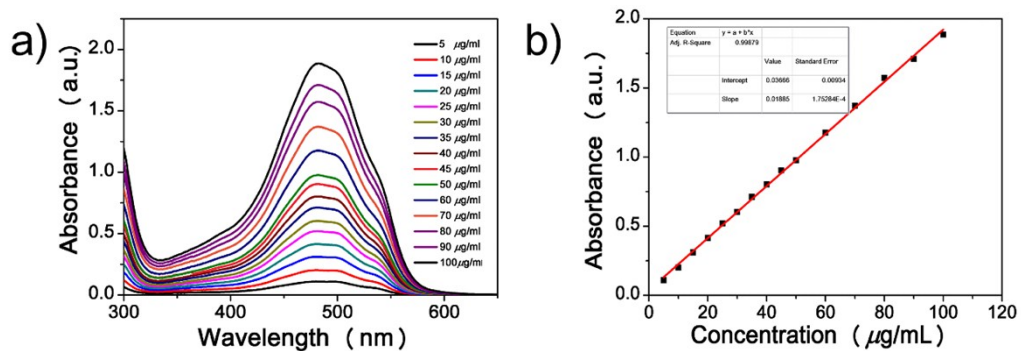 a)
Absorbance (a.u.)
2.0
1.5
1.0
0.5
0.0
300
400
500
600
Wavelength (nm)
5 μg/ml
10 μg/ml
15 μg/ml
20 μg/ml
25 μg/ml
30 μg/ml
35 μg/ml
40 μg/ml
45 μg/ml
50 μg/ml
60 μg/ml
70 μg/ml
80 μg/ml
90 μg/ml
100μg/m
b)
Absorbance (a.u.)
2.0
1.5
1.0
0.5
0.0
0
20
40
60
80
100
120
Concentration (μg/mL)
Equation y = a + b*x
Adj. R-Square 0.99879
Value Standard Error
Intercept 0.03666 0.00934
Slope 0.01885 1.75284E-4